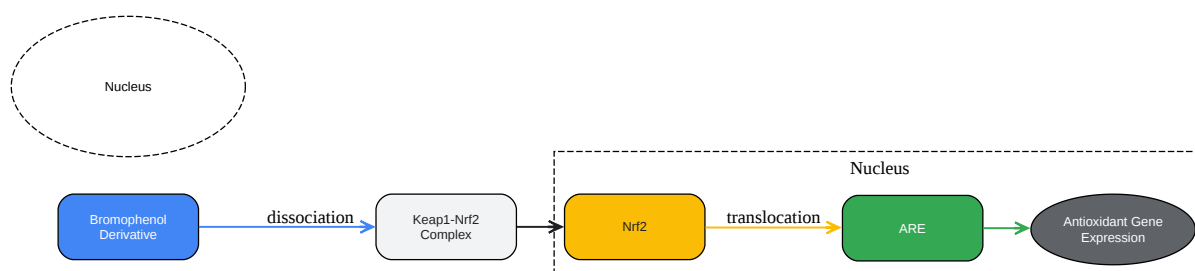 Nucleus
Nucleus
Bromophenol
Derivative
dissociation
Keap1-Nrf2
Complex
Nrf2
translocation
ARE
Antioxidant Gene
Expression